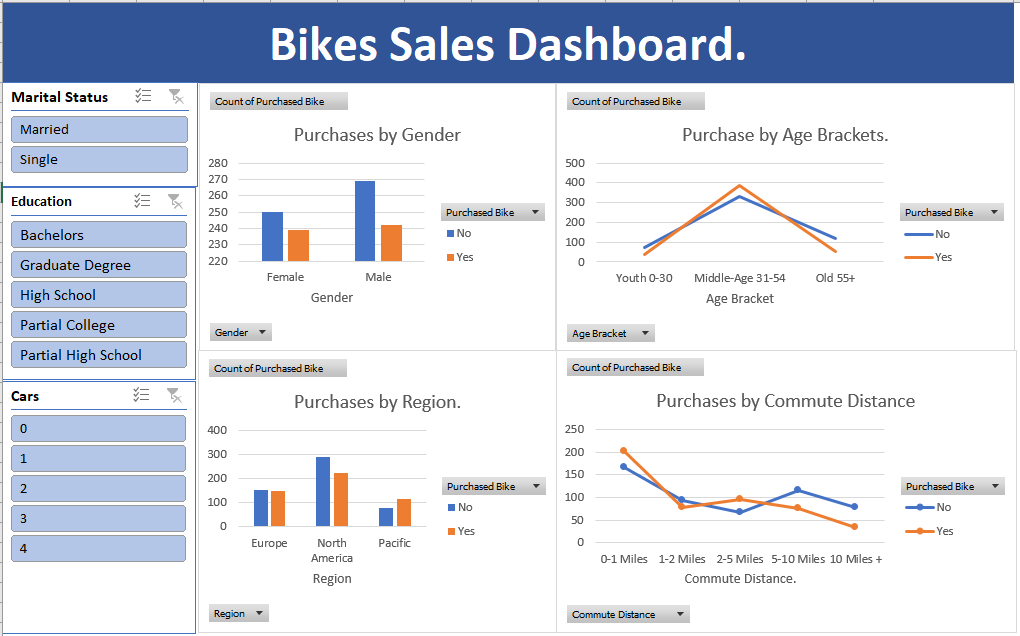 Bikes Sales Dashboard.
Marital Status
Married
Single
Education
Bachelors
Graduate Degree
High School
Partial College
Partial High School
Cars
0
1
2
3
4
Count of Purchased Bike
Purchases by Gender
280
270
260
250
240
230
220
Female Male
Gender
Purchased Bike
No
Yes
Gender
Count of Purchased Bike
Purchase by Age Brackets.
500
400
300
200
100
0
Youth 0-30 Middle-Age 31-54 Old 55+
Age Bracket
Purchased Bike
No
Yes
Age Bracket
Count of Purchased Bike
Purchases by Region.
400
300
200
100
0
Europe North Pacific
America
Region
Purchased Bike
No
Yes
Region
Count of Purchased Bike
Purchases by Commute Distance
250
200
150
100
50
0
0-1 Miles 1-2 Miles 2-5 Miles 5-10 Miles 10 Miles +
Commute Distance.
Purchased Bike
No
Yes
Commute Distance